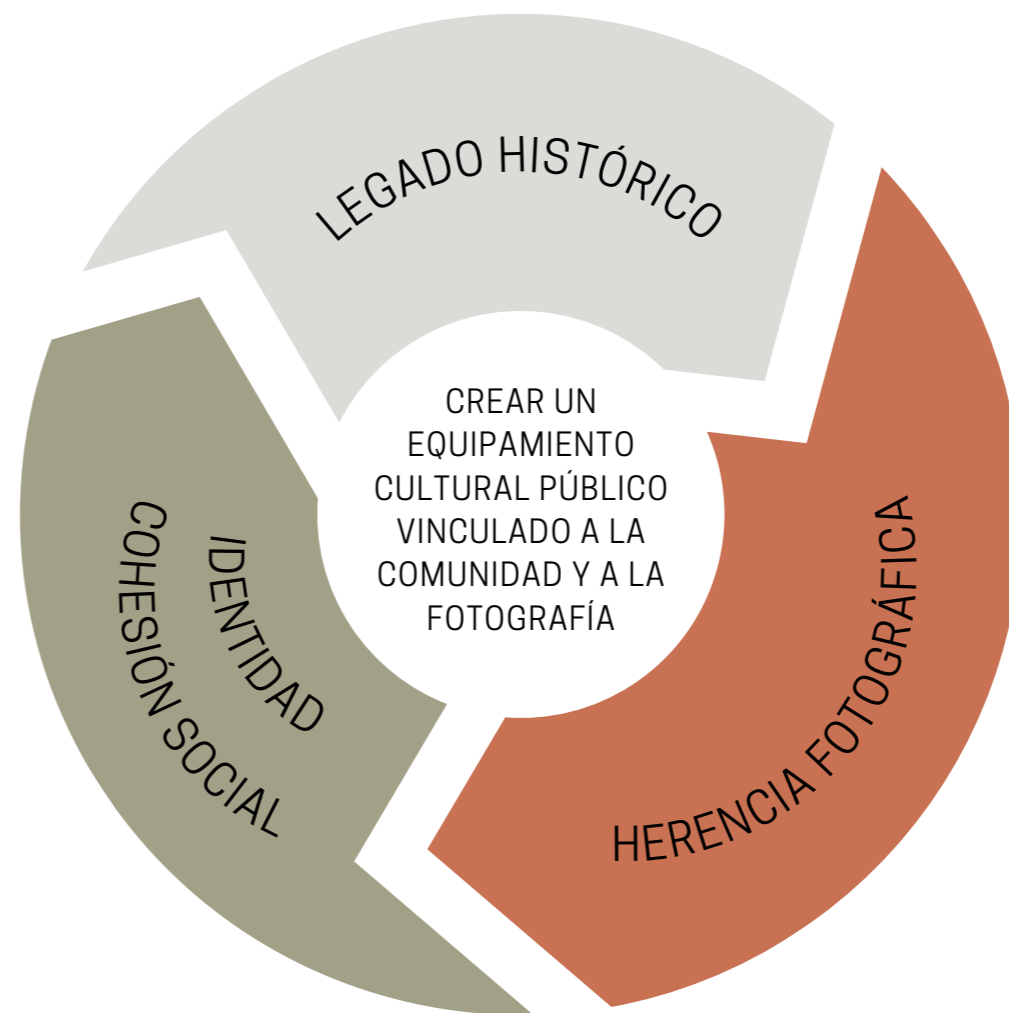 LEGADO HISTÓRICO
CREAR UN
EQUIPAMIENTO
CULTURAL PÚBLICO
VINCULADO A LA
COMUNIDAD Y A LA
FOTOGRAFÍA
HERENCIA FOTOGRÁFICA
IDENTIDAD
COHESIÓN SOCIAL